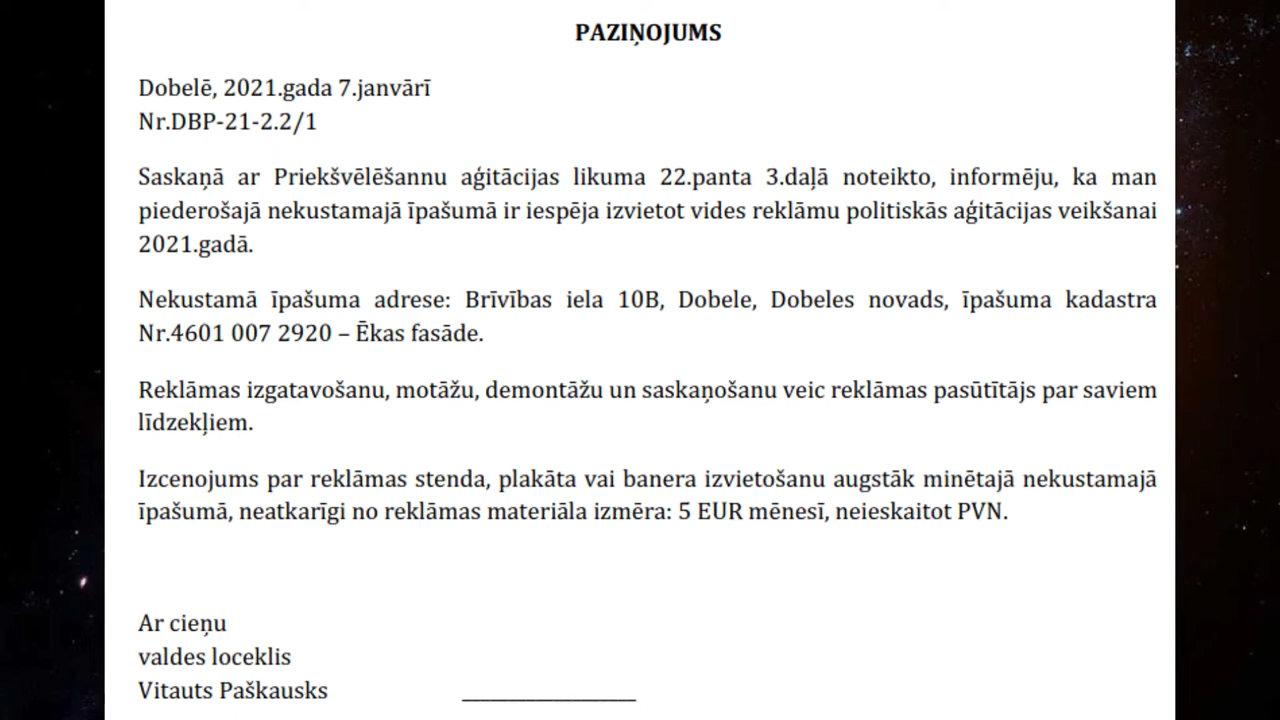 PAZIŅOJUMS
Dobelē, 2021.gada 7.janvārī
Nr.DBP-21-2.2/1
Saskaņā ar Priekšvēlēšannu aģitācijas likuma 22.panta 3.daļā noteikto, informēju, ka man
piederošajā nekustamajā īpašumā ir iespēja izvietot vides reklāmu politiskās aģitācijas veikšanai
2021.gadā.
Nekustamā īpašuma adrese: Brīvības iela 10B, Dobele, Dobeles novads, īpašuma kadastra
Nr.4601 007 2920 – Ēkas fasāde.
Reklāmas izgatavošanu, motāžu, demontāžu un saskaņošanu veic reklāmas pasūtītājs par saviem
līdzekļiem.
Izcenojums par reklāmas stenda, plakāta vai banera izvietošanu augstāk minētajā nekustamajā
īpašumā, neatkarīgi no reklāmas materiāla izmēra: 5 EUR mēnesī, neieskaitot PVN.
Ar cieņu
valdes loceklis
Vitauts Paškausks